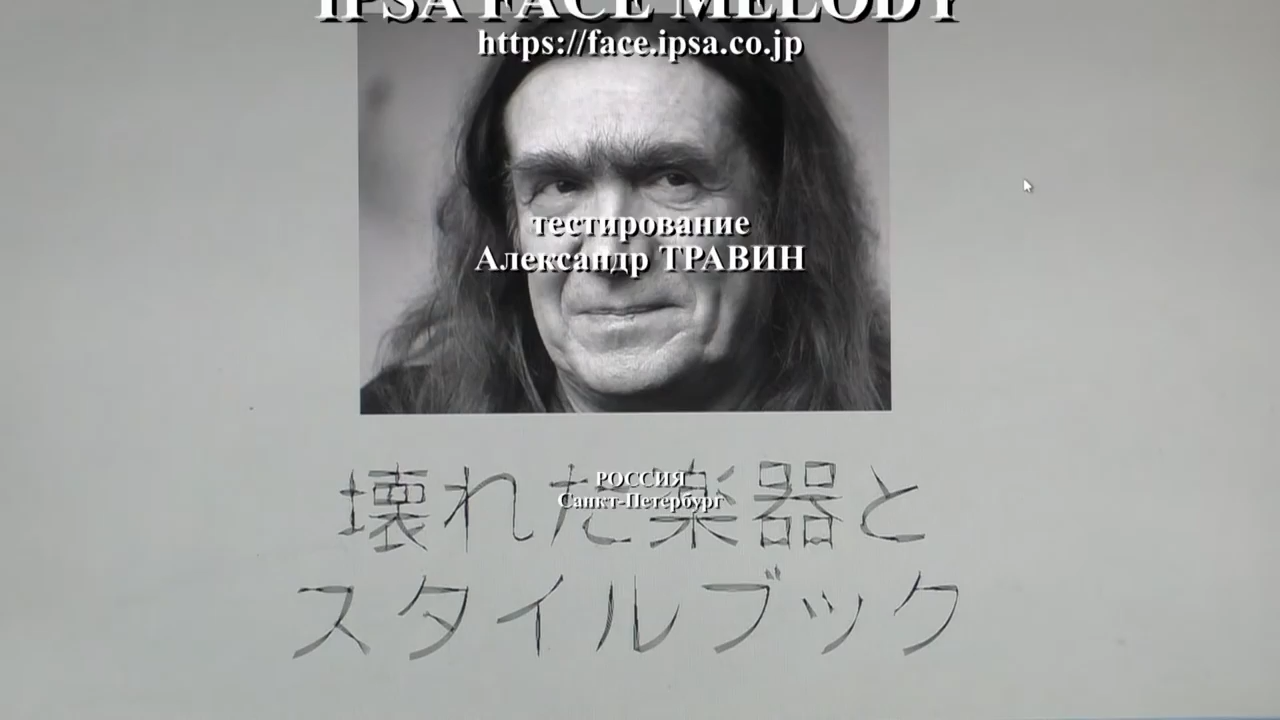 IPSA FACE MELODY
https://face.ipsa.co.jp
тестирование
Александр ТРАВИН
РОССИЯ
Санкт-Петербург
壊れた楽器と
スタイルブック